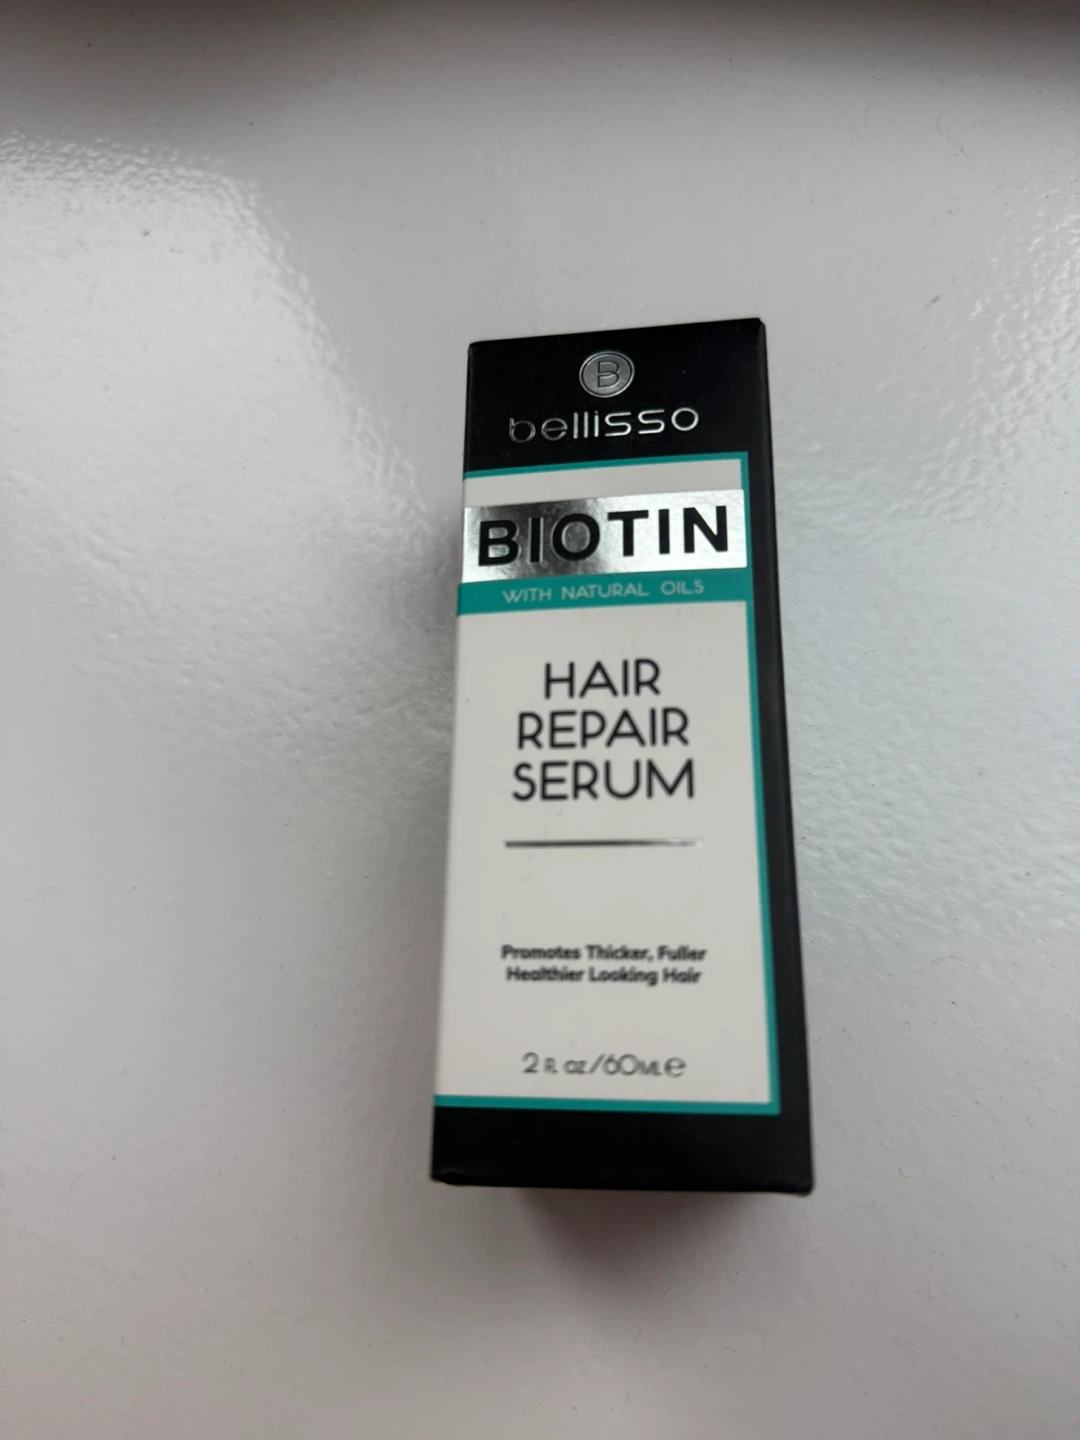 B
bellisso
BIOTIN
WITH NATURAL OILS
HAIR
REPAIR
SERUM
Promotes Thicker, Fuller
Healthier Looking Hair
2 FL OZ/60ML℮